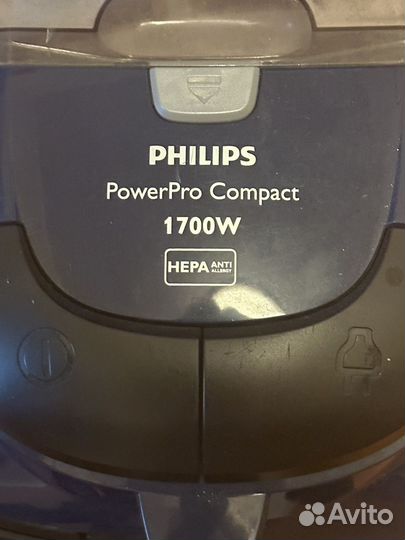 PHILIPS
PowerPro Compact
1700W
HEPA ANTI ALLERGY
Avito